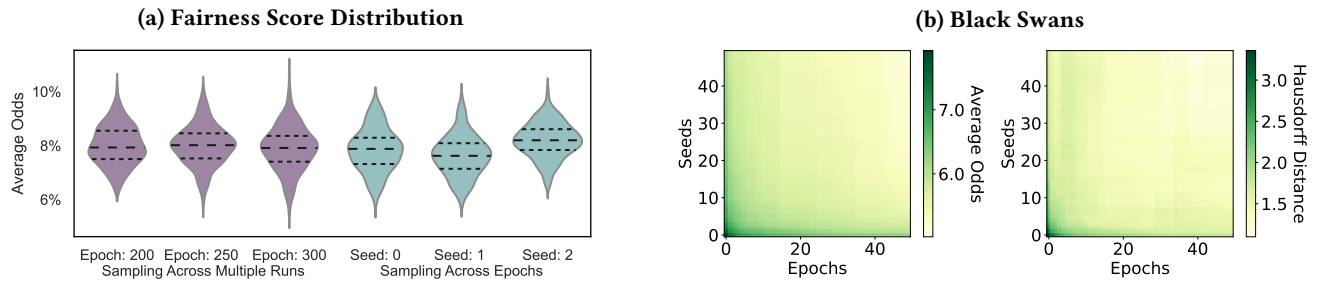 (a) Fairness Score Distribution
Average Odds
10%
8%
6%
Epoch: 200 Epoch: 250 Epoch: 300 Seed: 0 Seed: 1 Seed: 2
Sampling Across Multiple Runs Sampling Across Epochs
(b) Black Swans
Seeds
40
30
20
10
0
0 20 40
Epochs
7.0
6.0
Average Odds
Seeds
40
30
20
10
0
0 20 40
Epochs
3.0
2.5
2.0
1.5
Hausdorff Distance